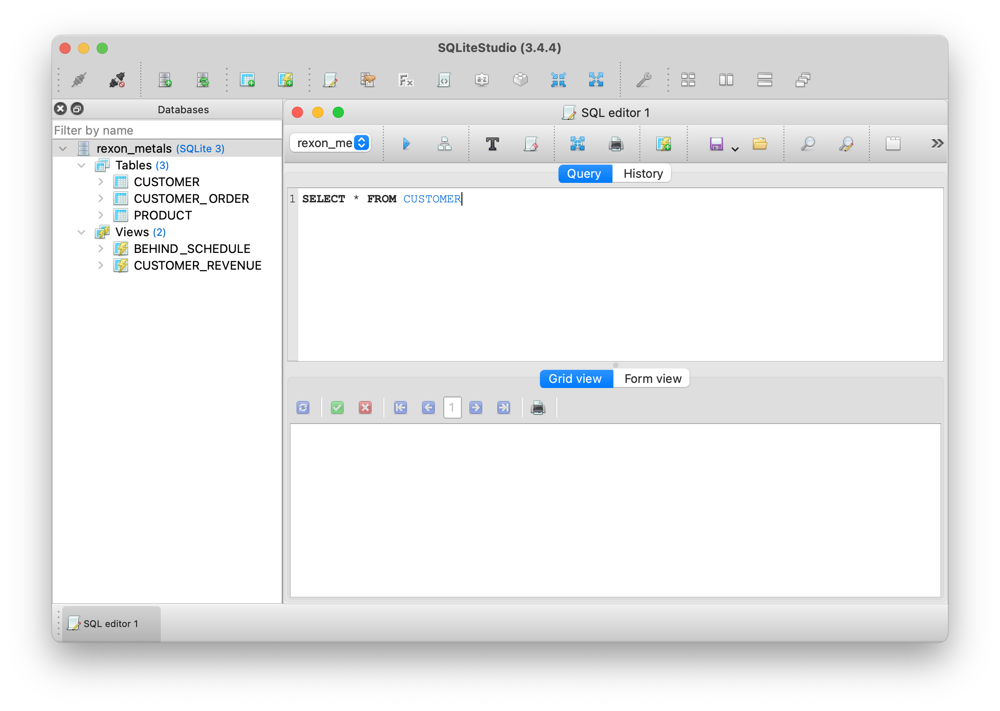 SQLiteStudio (3.4.4)
Fx
a-z
Databases
Filter by name
rexon_metals (SQLite 3)
Tables (3)
CUSTOMER
CUSTOMER_ORDER
PRODUCT
Views (2)
BEHIND_SCHEDULE
CUSTOMER_REVENUE
SQL editor 1
rexon_me
T
Query History
1 SELECT * FROM CUSTOMER
Grid view Form view
1
SQL editor 1